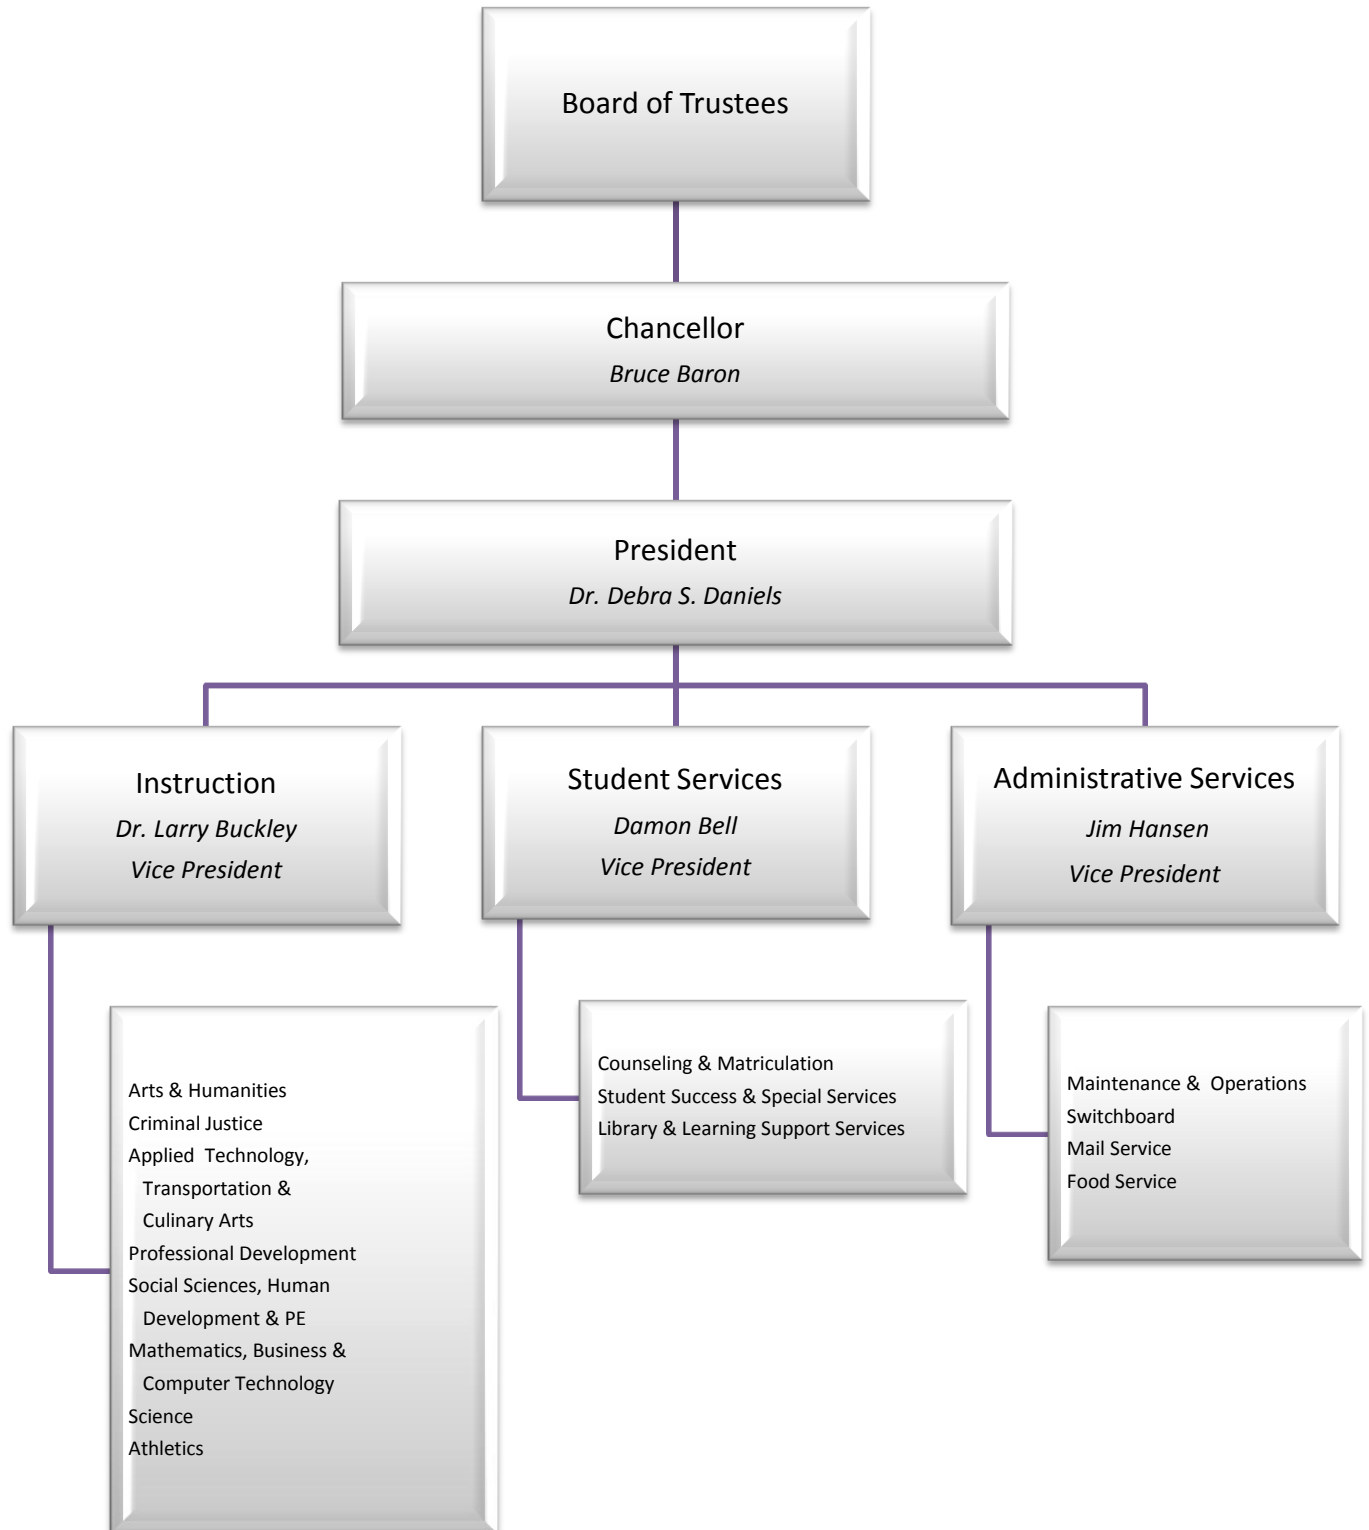 Board of Trustees
Chancellor
Bruce Baron
President
Dr. Debra S. Daniels
Instruction
Dr. Larry Buckley
Vice President
Student Services
Damon Bell
Vice President
Administrative Services
Jim Hansen
Vice President
Arts & Humanities
Criminal Justice
Applied Technology,
Transportation &
Culinary Arts
Professional Development
Social Sciences, Human
Development & PE
Mathematics, Business &
Computer Technology
Science
Athletics
Counseling & Matriculation
Student Success & Special Services
Library & Learning Support Services
Maintenance & Operations
Switchboard
Mail Service
Food Service